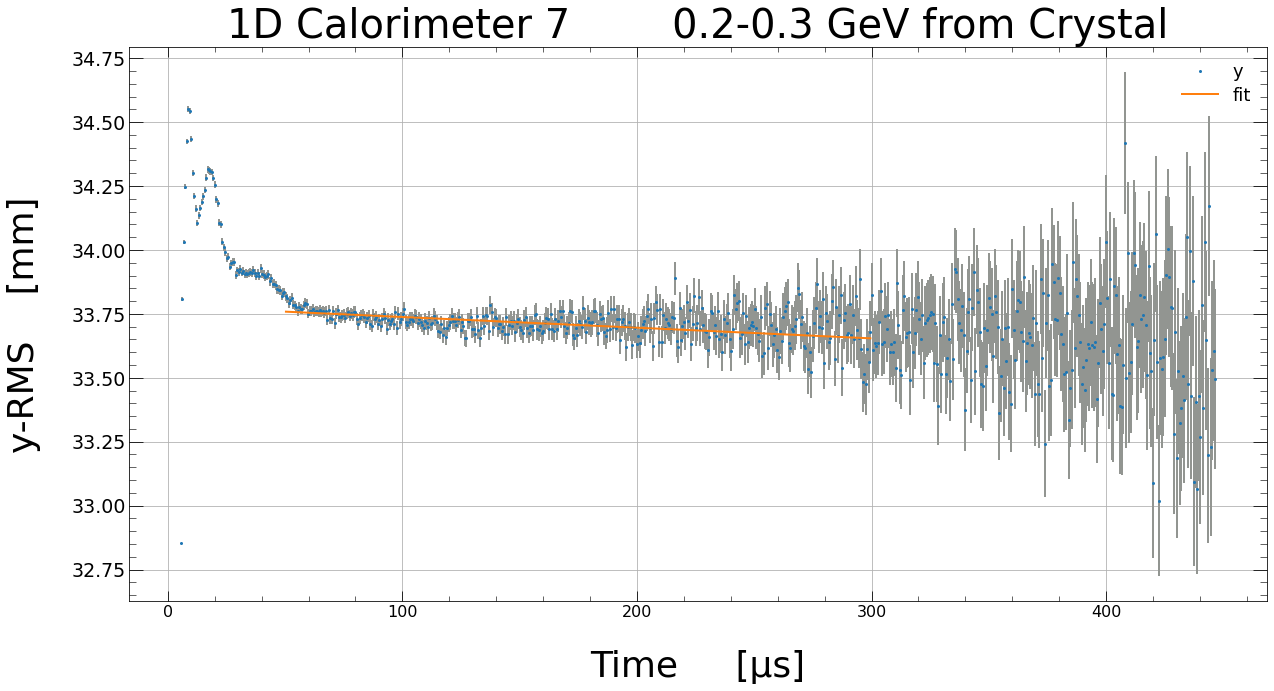 1D Calorimeter 7 0.2-0.3 GeV from Crystal
y
fit
y-RMS [mm]
34.75
34.50
34.25
34.00
33.75
33.50
33.25
33.00
32.75
0 100 200 300 400
Time [µs]